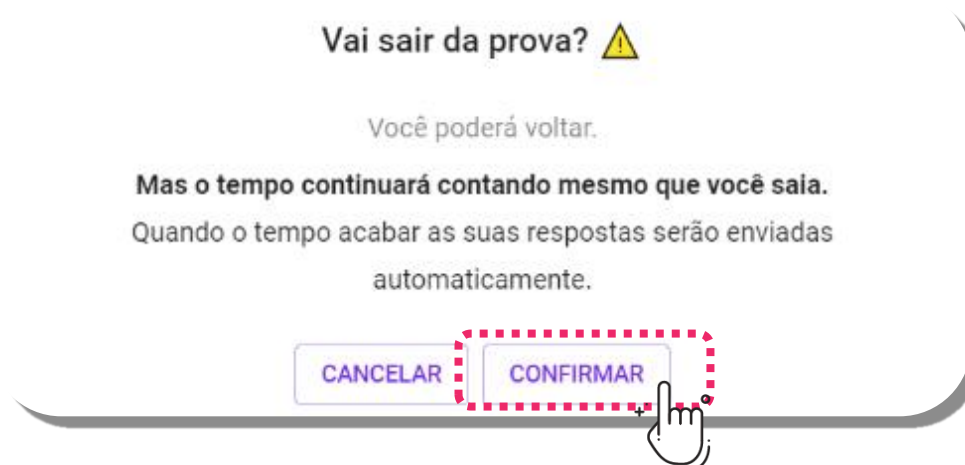 Vai sair da prova?
Você poderá voltar.
Mas o tempo continuará contando mesmo que você saia.
Quando o tempo acabar as suas respostas serão enviadas
automaticamente.
CANCELAR CONFIRMAR